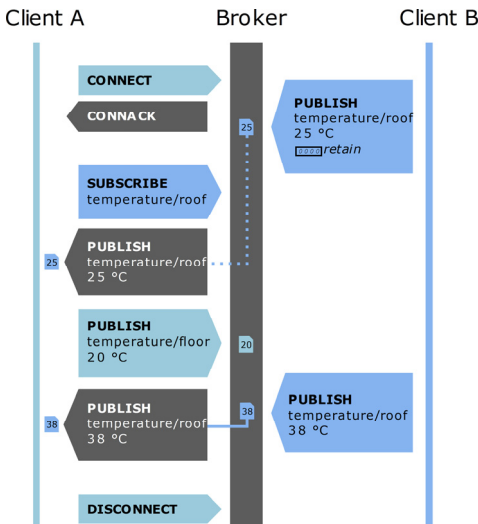 Client A
Broker
Client B
CONNECT
CONNACK
PUBLISH
temperature/roof
25 °C
0000 retain
25
SUBSCRIBE
temperature/roof
PUBLISH
temperature/roof
25 °C
25
PUBLISH
temperature/floor
20 °C
20
PUBLISH
temperature/roof
38 °C
38
PUBLISH
temperature/roof
38 °C
38
DISCONNECT